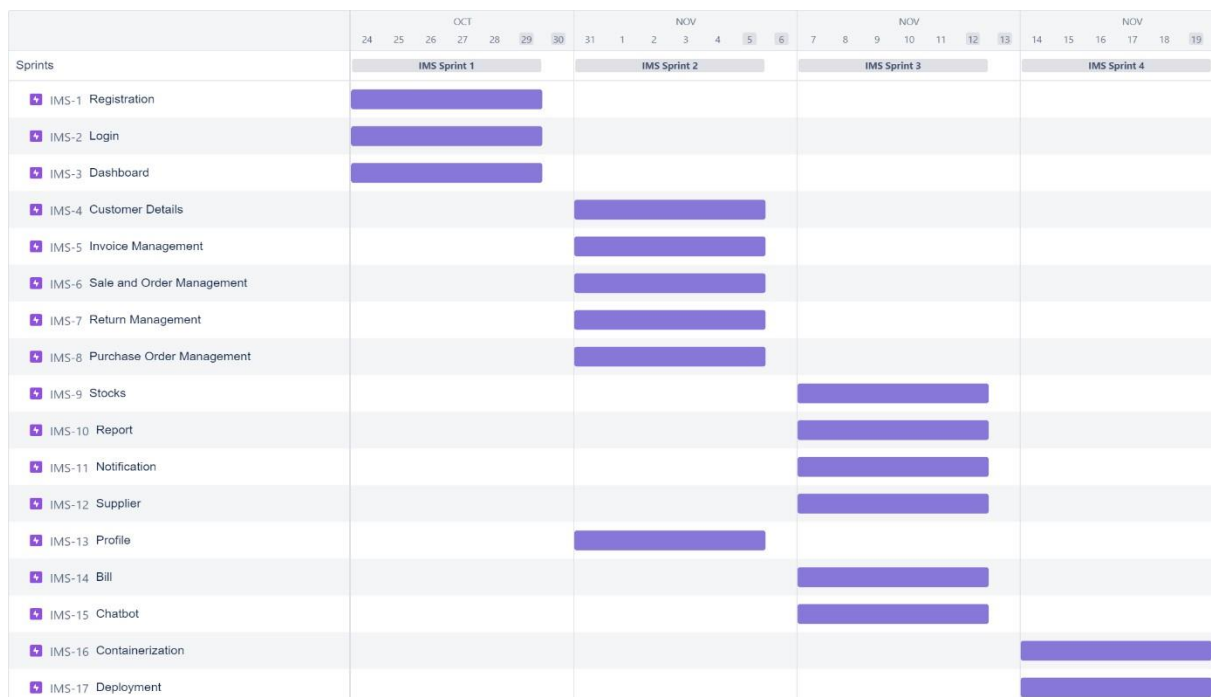 OCT NOV NOV NOV
24 25 26 27 28 29 30 31 1 2 3 4 5 6 7 8 9 10 11 12 13 14 15 16 17 18 19
Sprints IMS Sprint 1 IMS Sprint 2 IMS Sprint 3 IMS Sprint 4
IMS-1 Registration
IMS-2 Login
IMS-3 Dashboard
IMS-4 Customer Details
IMS-5 Invoice Management
IMS-6 Sale and Order Management
IMS-7 Return Management
IMS-8 Purchase Order Management
IMS-9 Stocks
IMS-10 Report
IMS-11 Notification
IMS-12 Supplier
IMS-13 Profile
IMS-14 Bill
IMS-15 Chatbot
IMS-16 Containerization
IMS-17 Deployment